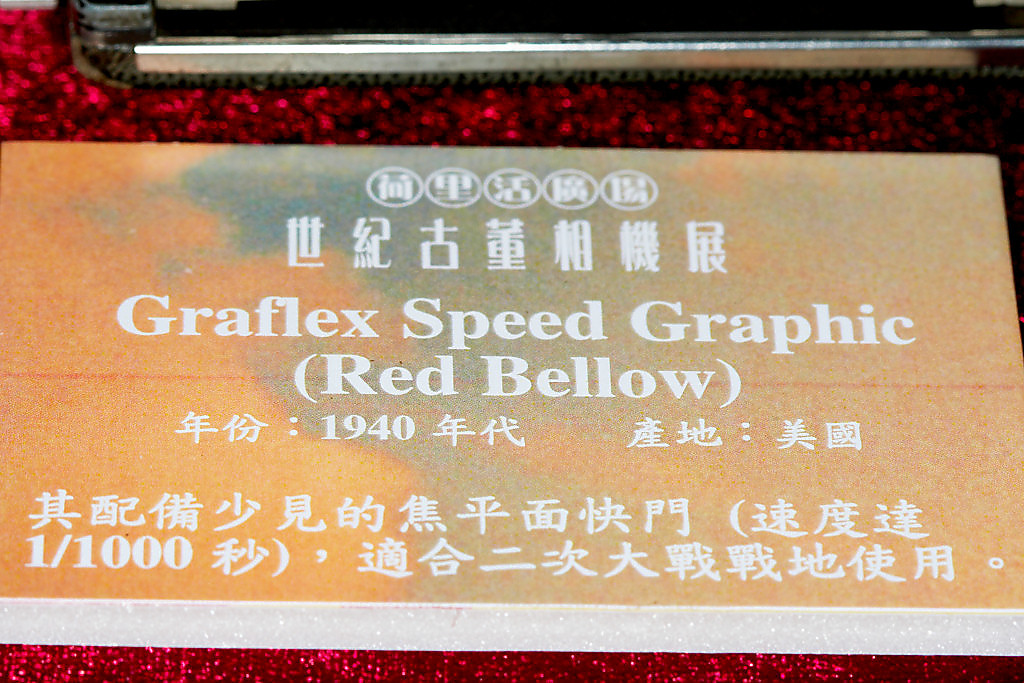 荷里活廣場
世紀古董相機展
Graflex Speed Graphic
(Red Bellow)
年份：1940 年代 產地：美國
其配備少見的焦平面快門 (速度達
1/1000 秒)，適合二次大戰戰地使用。